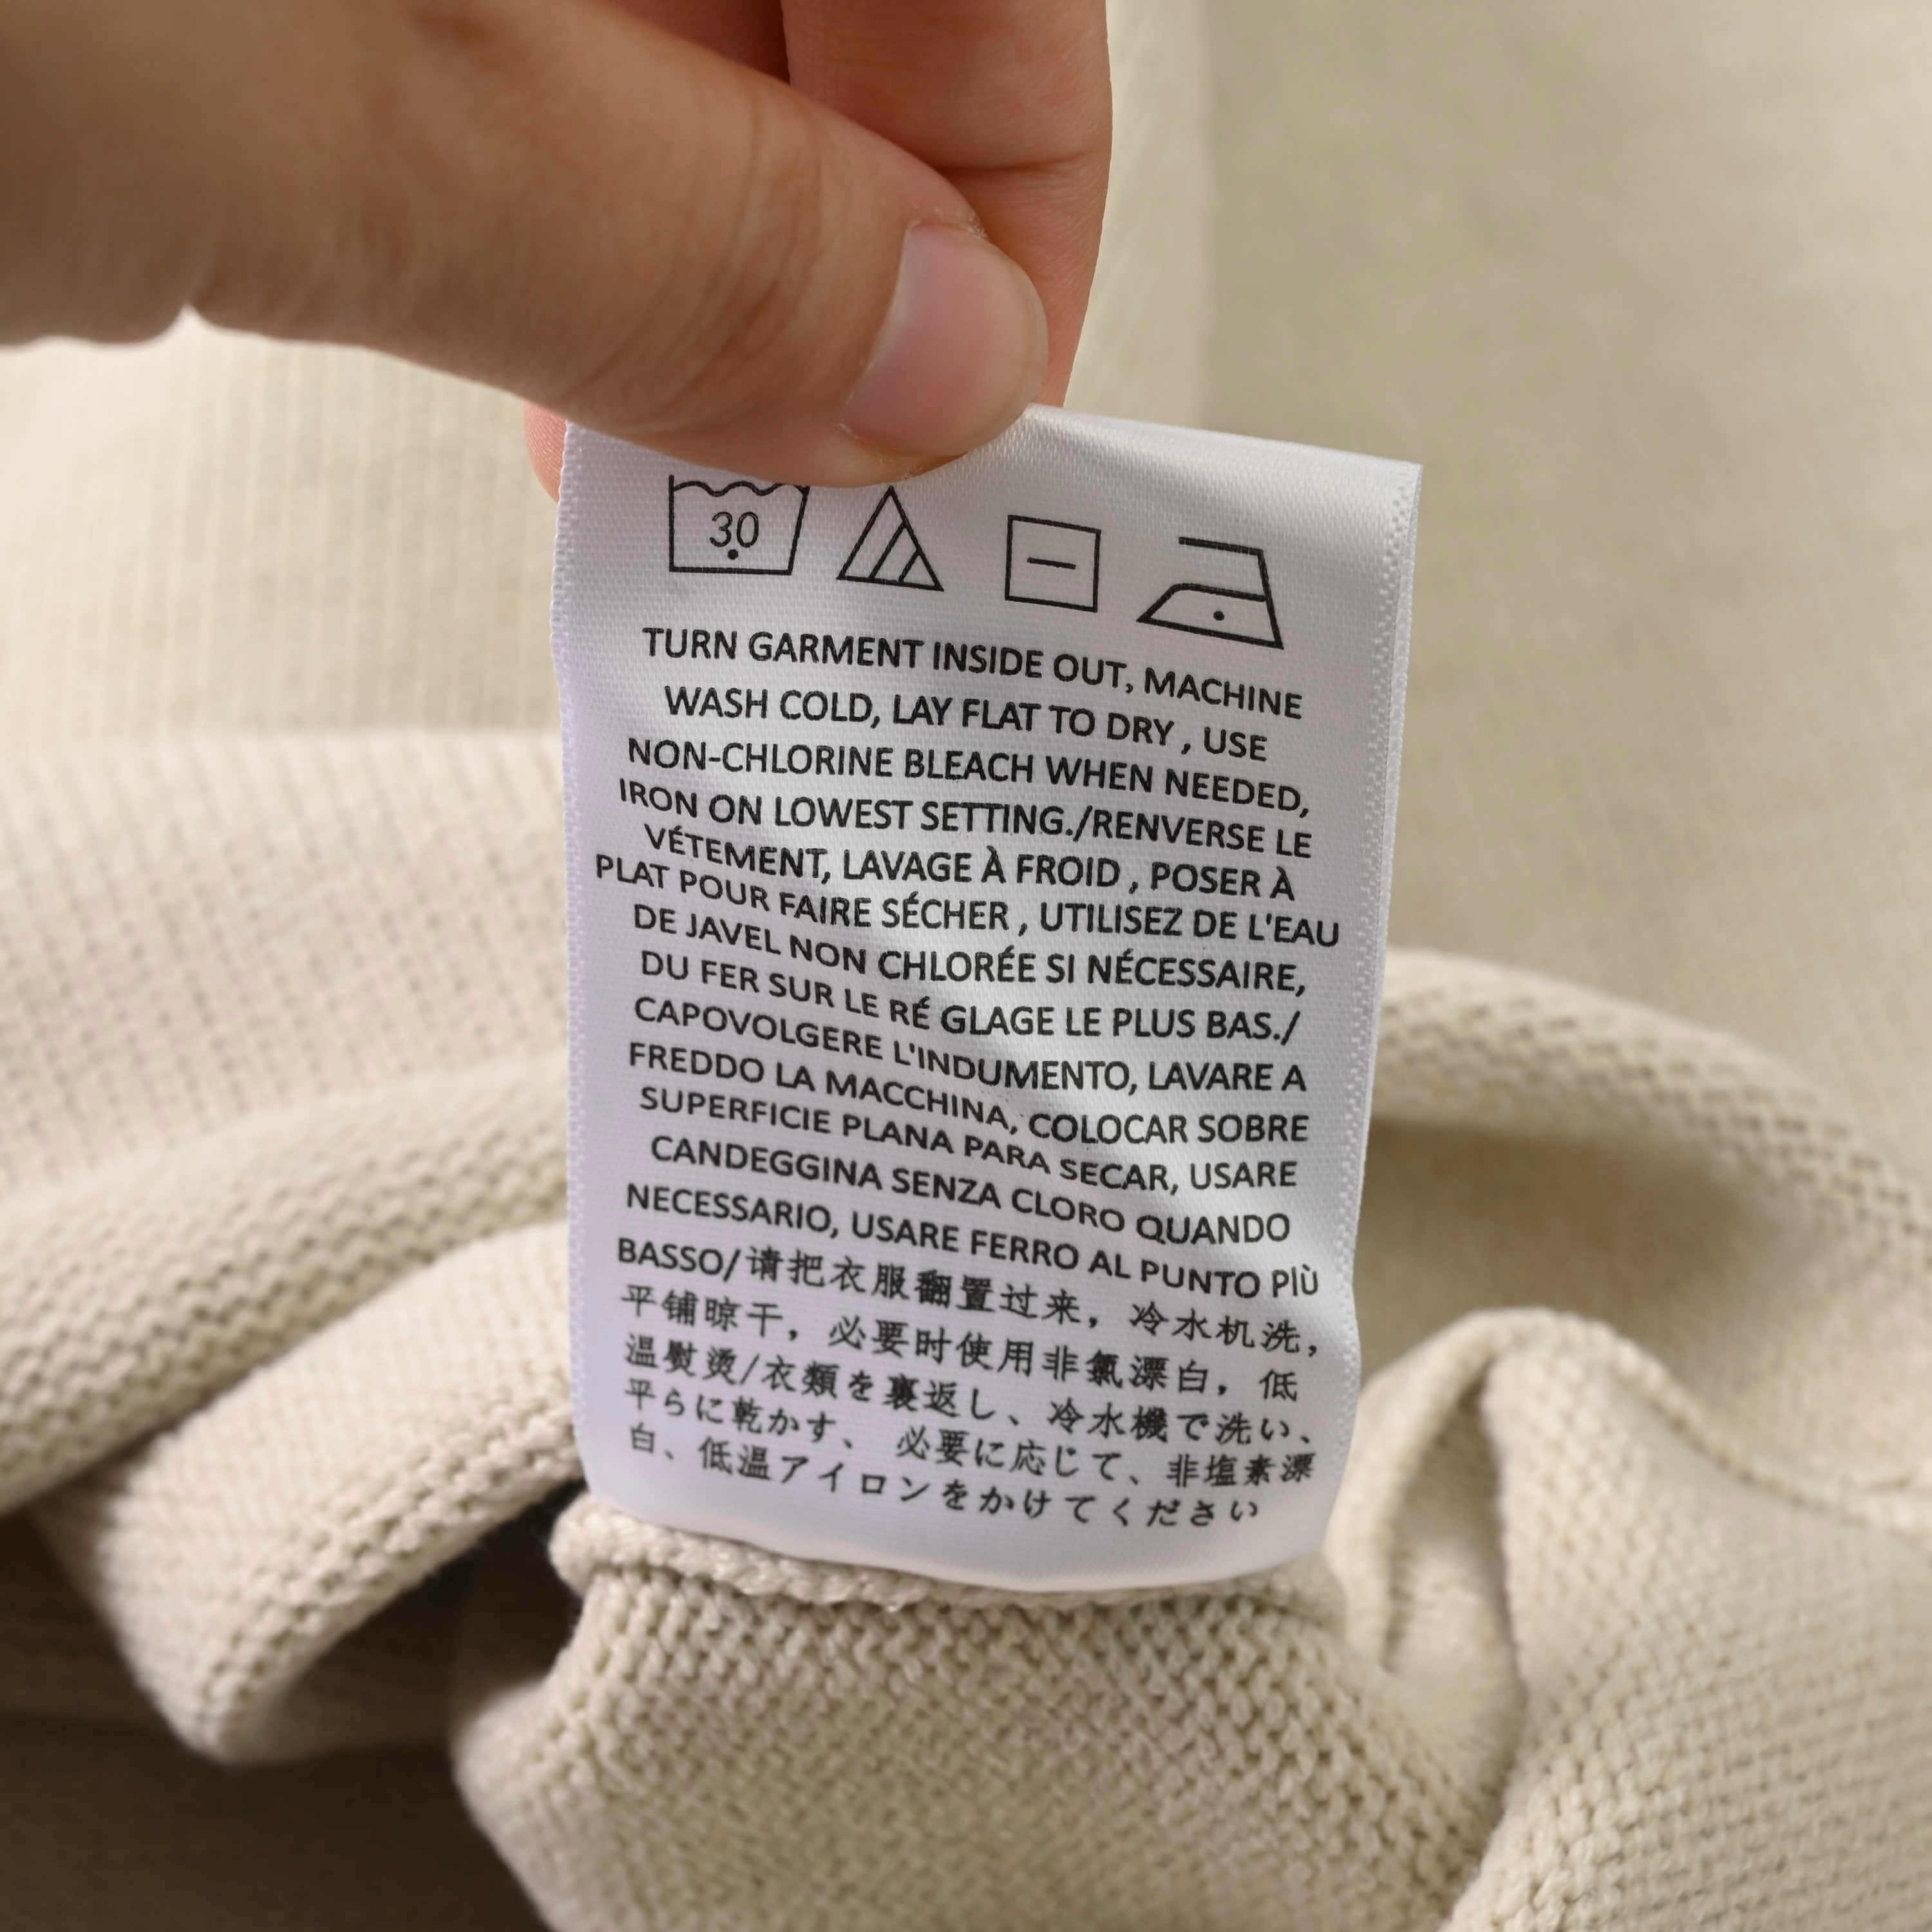 30
TURN GARMENT INSIDE OUT, MACHINE
WASH COLD, LAY FLAT TO DRY , USE
NON-CHLORINE BLEACH WHEN NEEDED,
IRON ON LOWEST SETTING./RENVERSE LE
VÉTEMENT, LAVAGE À FROID , POSER À
PLAT POUR FAIRE SÉCHER , UTILISEZ DE L'EAU
DE JAVEL NON CHLORÉE SI NÉCESSAIRE,
DU FER SUR LE RÉ GLAGE LE PLUS BAS./
CAPOVOLGERE L'INDUMENTO, LAVARE A
FREDDO LA MACCHINA, COLOCAR SOBRE
SUPERFICIE PLANA PARA SECAR, USARE
CANDEGGINA SENZA CLORO QUANDO
NECESSARIO, USARE FERRO AL PUNTO PIÙ
BASSO/请把衣服翻置过来，冷水机洗，
平铺晾干，必要时使用非氯漂白，低
温熨烫/衣類を裏返し、冷水機で洗い、
平らに乾かす、 必要に応じて、非塩素漂
白、低温アイロンをかけてください